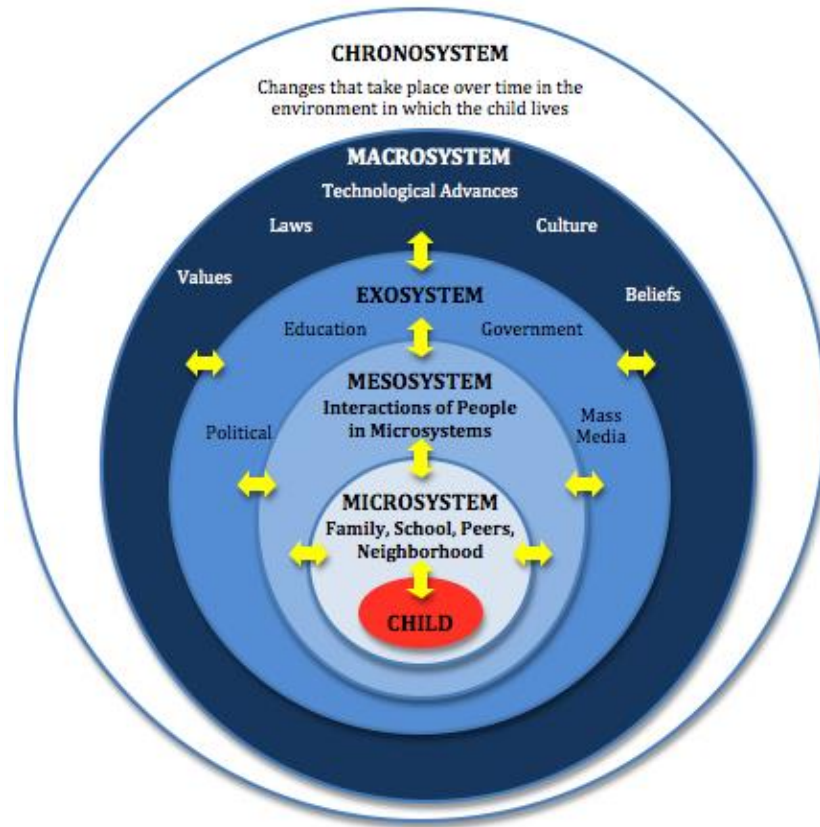 CHRONOSYSTEM
Changes that take place over time in the
environment in which the child lives
MACROSYSTEM
Technological Advances
Laws
Culture
Values
Beliefs
EXOSYSTEM
Education
Government
MESOSYSTEM
Interactions of People
in Microsystems
Political
Mass
Media
MICROSYSTEM
Family, School, Peers,
Neighborhood
CHILD